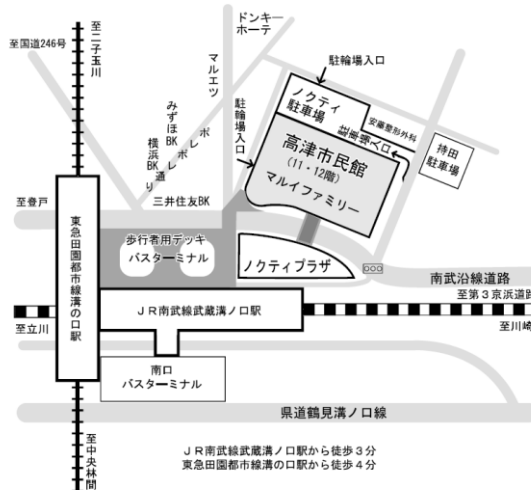 至国道246号
至二子玉川
ドンキーホーテ
マルエツ
駐輪場入口
ノクティ
駐車場
安藤整形外科
駐車場入口
持田
駐車場
高津市民館
(11・12階)
マルイファミリー
駐輪場入口
みずほBK
横浜BK
ポレポレ通り
三井住友BK
至登戸
歩行者用デッキ
バスターミナル
ノクティプラザ
南武沿線道路
至第3京浜道路
東急田園都市線溝の口駅
JR南武線武蔵溝ノ口駅
至立川
至川崎
南口
バスターミナル
県道鶴見溝ノ口線
至中央林間
JR南武線武蔵溝ノ口駅から徒歩3分
東急田園都市線溝の口駅から徒歩4分